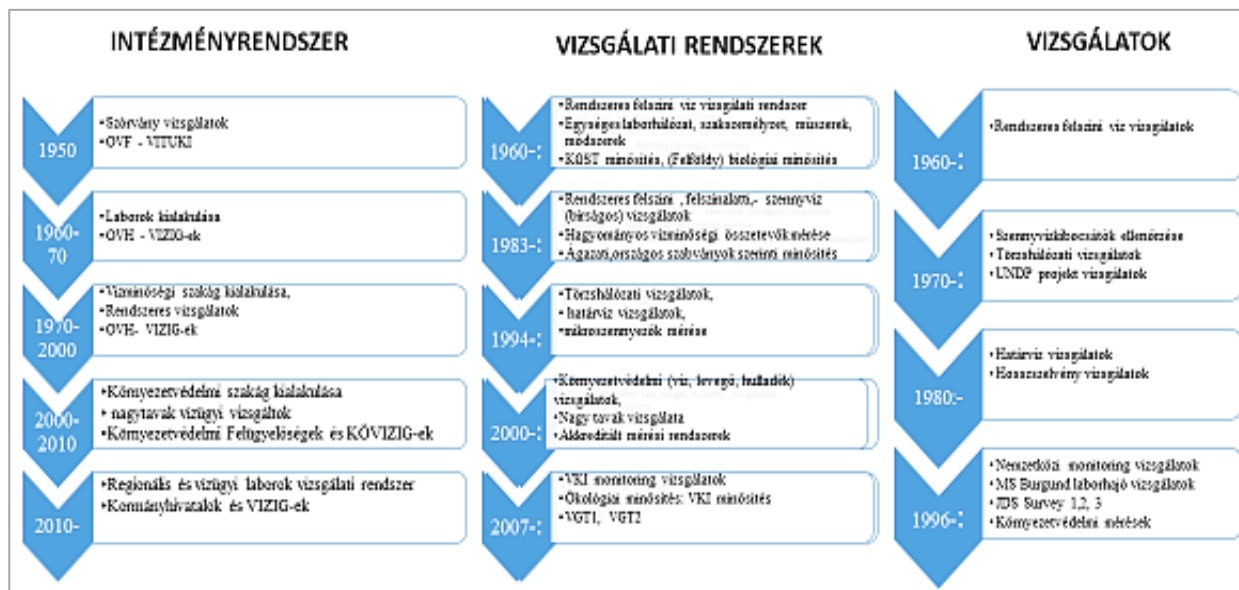 INTÉZMÉNYRENDSZER
1950
•Szórvány vizsgálatok
•OVF - VITUKI
1960-
70
•Laborok kialakulása
•OVH - VIZIG-ek
1970-
2000
•Vízminőségi szakág kialakulása,
•Rendszeres vizsgálatok
•OVH- VIZIG-ek
2000-
2010
•Környezetvédelmi szakág kialakulása
• nagytavak vízügyi vizsgáltok
•Környezetvédelmi Felügyelőségek és KÖVIZIG-ek
2010-
•Regionális és vízügyi laborok vizsgálati rendszer
•Kormányhivatalok és VIZIG-ek
VIZSGÁLATI RENDSZEREK
1960-:
•Rendszeres felszíni víz vizsgálati rendszer
•Egységes laborhálózat, szakszemélyzet, műszerek,
módszerek
•KGST minősítés, (Felföldy) biológiai minősítés
1983-:
•Rendszeres felszíni , felszínalatti,- szennyvíz
(bírságos) vizsgálatok
•Hagyományos vízminőségi összetevők mérése
•Ágazati,országos szabványok szerinti minősítés
1994-:
•Törzshálózati vizsgálatok,
• határvíz vizsgálatok,
•mikroszennyezők mérése
2000-:
•Környezetvédelmi (víz, levegő, hulladék)
vizsgálatok,
•Nagy tavak vizsgálata
•Akkreditált mérési rendszerek
2007-:
•VKI monitoring vizsgálatok
•Ökológiai minősítés: VKI minősítés
•VGT1, VGT2
VIZSGÁLATOK
1960-:
•Rendszeres felszíni víz vizsgálatok
1970-:
•Szennyvízkibocsátók ellenőrzése
•Törzshálózati vizsgálatok
•UNDP projekt vizsgálatok
1980:-
•Határvíz vizsgálatok
•Hosszszelvény vizsgálatok
1996-:
•Nemzetközi monitoring vizsgálatok
•MS Burgund laborhajó vizsgálatok
•JDS Survey 1,2, 3
•Környezetvédelmi mérések